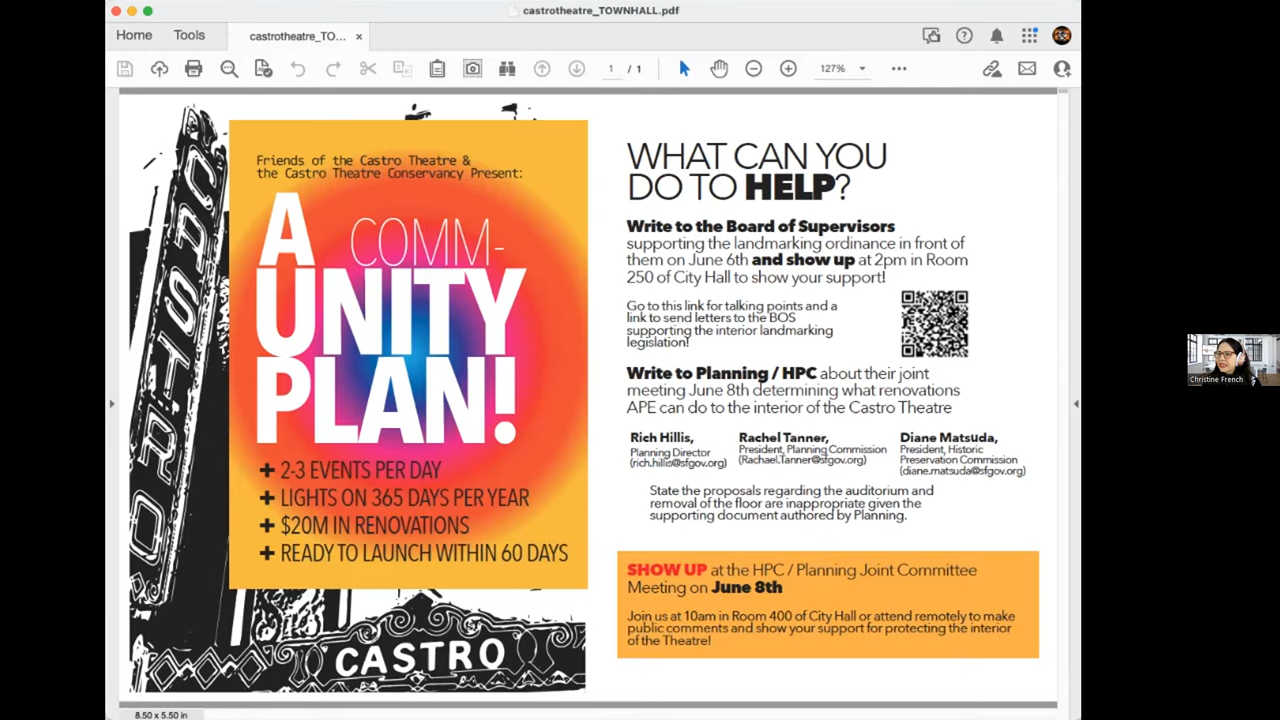 castrotheatre_TOWNHALL.pdf
Home
Tools
castrotheatre_TO...
1 / 1
127%
CASTRO
Friends of the Castro Theatre &
the Castro Theatre Conservancy Present:
A COMM-
UNITY
PLAN!
+ 2-3 EVENTS PER DAY
+ LIGHTS ON 365 DAYS PER YEAR
+ $20M IN RENOVATIONS
+ READY TO LAUNCH WITHIN 60 DAYS
CASTRO
WHAT CAN YOU
DO TO HELP?
Write to the Board of Supervisors
supporting the landmarking ordinance in front of
them on June 6th and show up at 2pm in Room
250 of City Hall to show your support!
Go to this link for talking points and a
link to send letters to the BOS
supporting the interior landmarking
legislation!
Write to Planning / HPC about their joint
meeting June 8th determining what renovations
APE can do to the interior of the Castro Theatre
Rich Hillis,
Planning Director
(rich.hillis@sfgov.org)
Rachel Tanner,
President, Planning Commission
(Rachael.Tanner@sfgov.org)
Diane Matsuda,
President, Historic
Preservation Commission
(diane.matsuda@sfgov.org)
State the proposals regarding the auditorium and
removal of the floor are inappropriate given the
supporting document authored by Planning.
SHOW UP at the HPC / Planning Joint Committee
Meeting on June 8th
Join us at 10am in Room 400 of City Hall or attend remotely to make
public comments and show your support for protecting the interior
of the Theatre!
8.50 x 5.50 in
Christine French